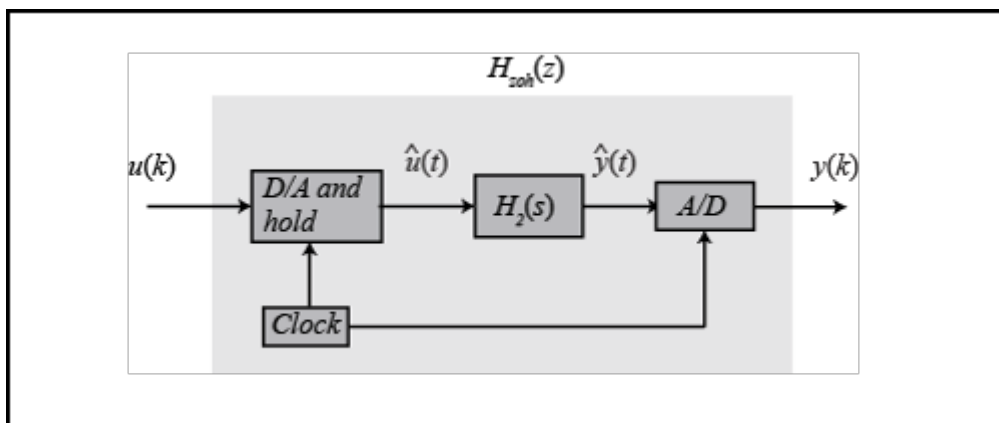 H_zoh(z)
u(k)
û(t)
ŷ(t)
y(k)
D/A and
hold
H_2(s)
A/D
Clock